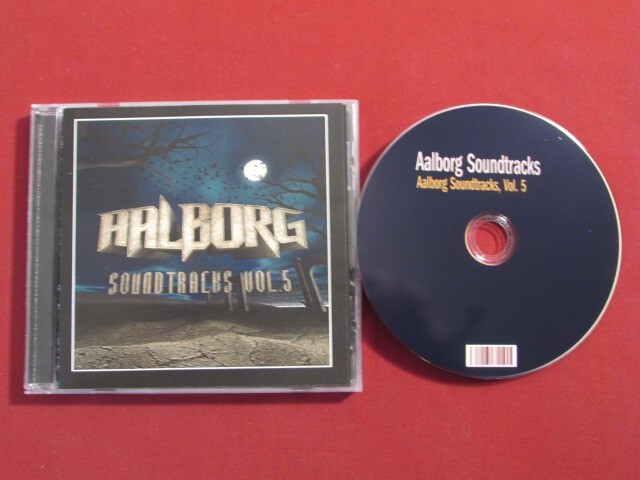 AALBORG
SOUNDTRACKS VOL.5
Aalborg Soundtracks
Aalborg Soundtracks, Vol. 5